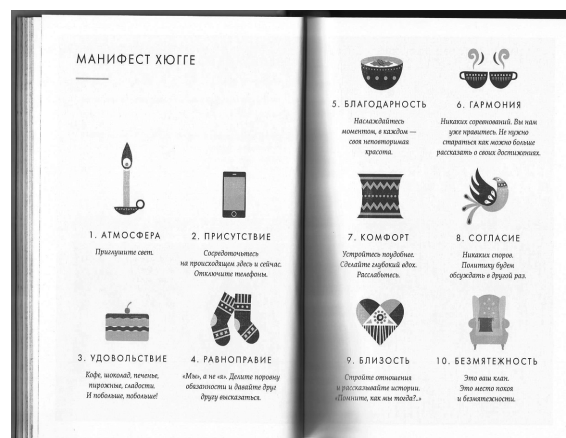 МАНИФЕСТ ХЮГГЕ
1. АТМОСФЕРА
Приглушите свет.
2. ПРИСУТСТВИЕ
Сосредоточьтесь
на происходящем здесь и сейчас.
Отключите телефоны.
3. УДОВОЛЬСТВИЕ
Кофе, шоколад, печенье,
пирожные, сладости.
И побольше, побольше!
4. РАВНОПРАВИЕ
«Мы», а не «я». Делите поровну
обязанности и давайте друг
другу высказаться.
5. БЛАГОДАРНОСТЬ
Наслаждайтесь
моментом, в каждом —
своя неповторимая
красота.
6. ГАРМОНИЯ
Никаких соревнований. Вы нам
уже нравитесь. Не нужно
стараться как можно больше
рассказать о своих достижениях.
7. КОМФОРТ
Устройтесь поудобнее.
Сделайте глубокий вдох.
Расслабьтесь.
8. СОГЛАСИЕ
Никаких споров.
Политику будем
обсуждать в другой раз.
9. БЛИЗОСТЬ
Стройте отношения
и рассказывайте истории.
«Помните, как мы тогда?..»
10. БЕЗМЯТЕЖНОСТЬ
Это ваш клан.
Это место покоя
и безмятежности.